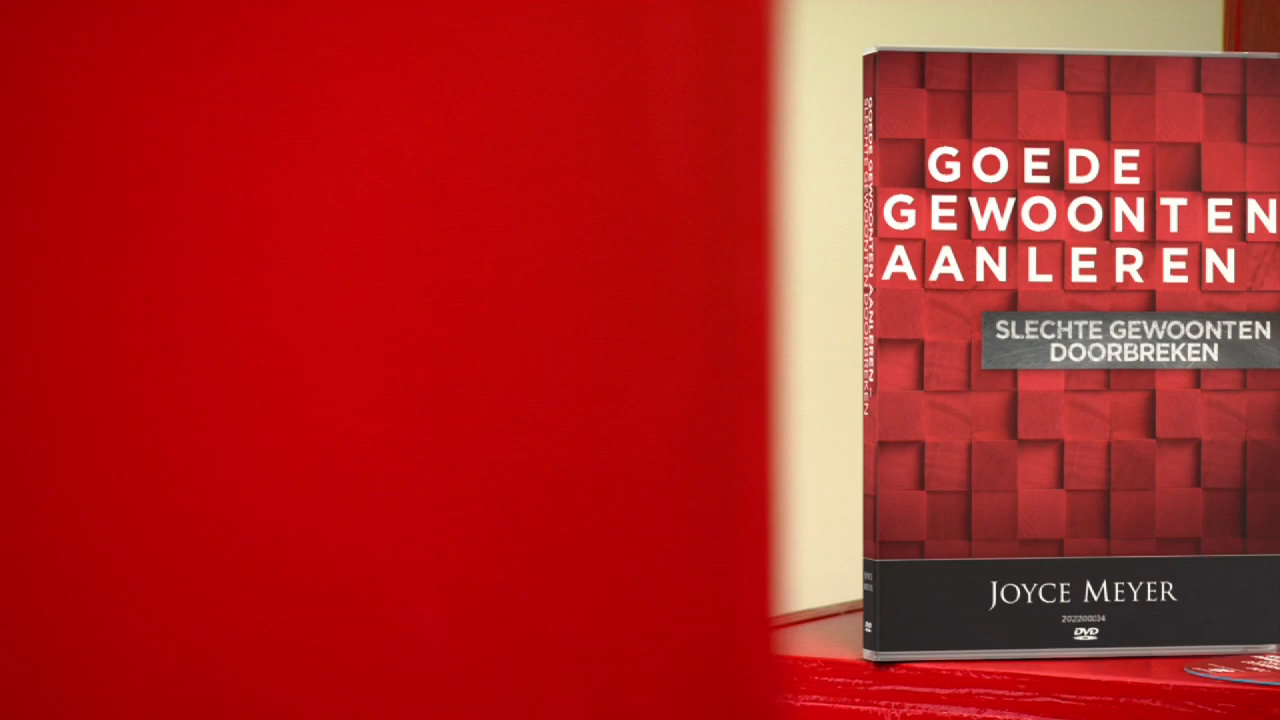 GOEDE
GEWOONTEN
AANLEREN
SLECHTE GEWOONTEN
DOORBREKEN
JOYCE MEYER
DVD
GOEDE GEWOONTEN AANLEREN –
SLECHTE GEWOONTEN DOORBREKEN